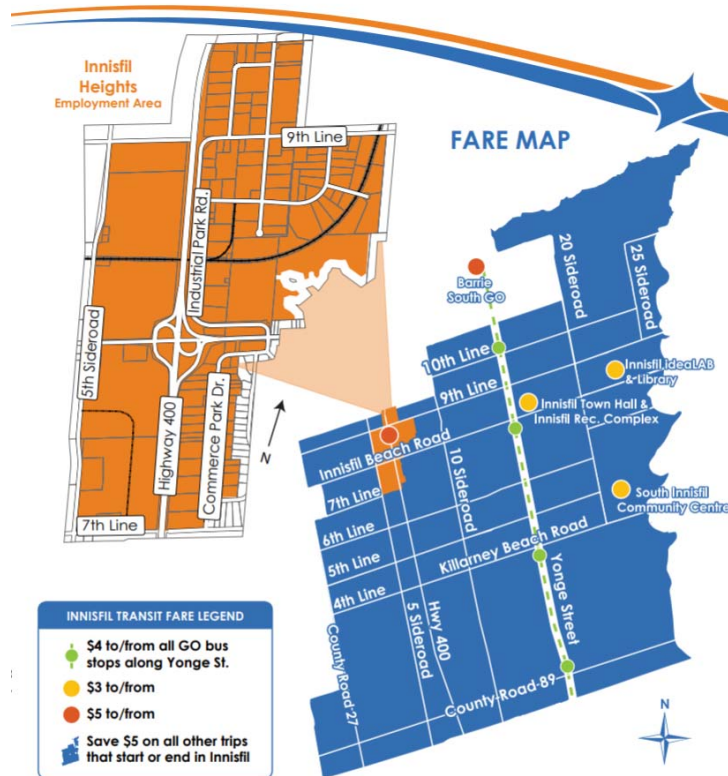 Innisfil
Heights
Employment Area
FARE MAP
9th Line
Industrial Park Rd.
5th Sideroad
Highway 400
Commerce Park Dr.
N
7th Line
Barrie
South GO
20 Sideroad
25 Sideroad
10th Line
9th Line
Innisfil ideaLAB
& Library
Innisfil Town Hall &
Innisfil Rec. Complex
Innisfil Beach Road
7th Line
10 Sideroad
South Innisfil
Community Centre
6th Line
5th Line
Killarney Beach Road
4th Line
Yonge Street
Hwy 400
5 Sideroad
County Road 27
County Road 89
N
INNISFIL TRANSIT FARE LEGEND
$4 to/from all GO bus
stops along Yonge St.
$3 to/from
$5 to/from
Save $5 on all other trips
that start or end in Innisfil